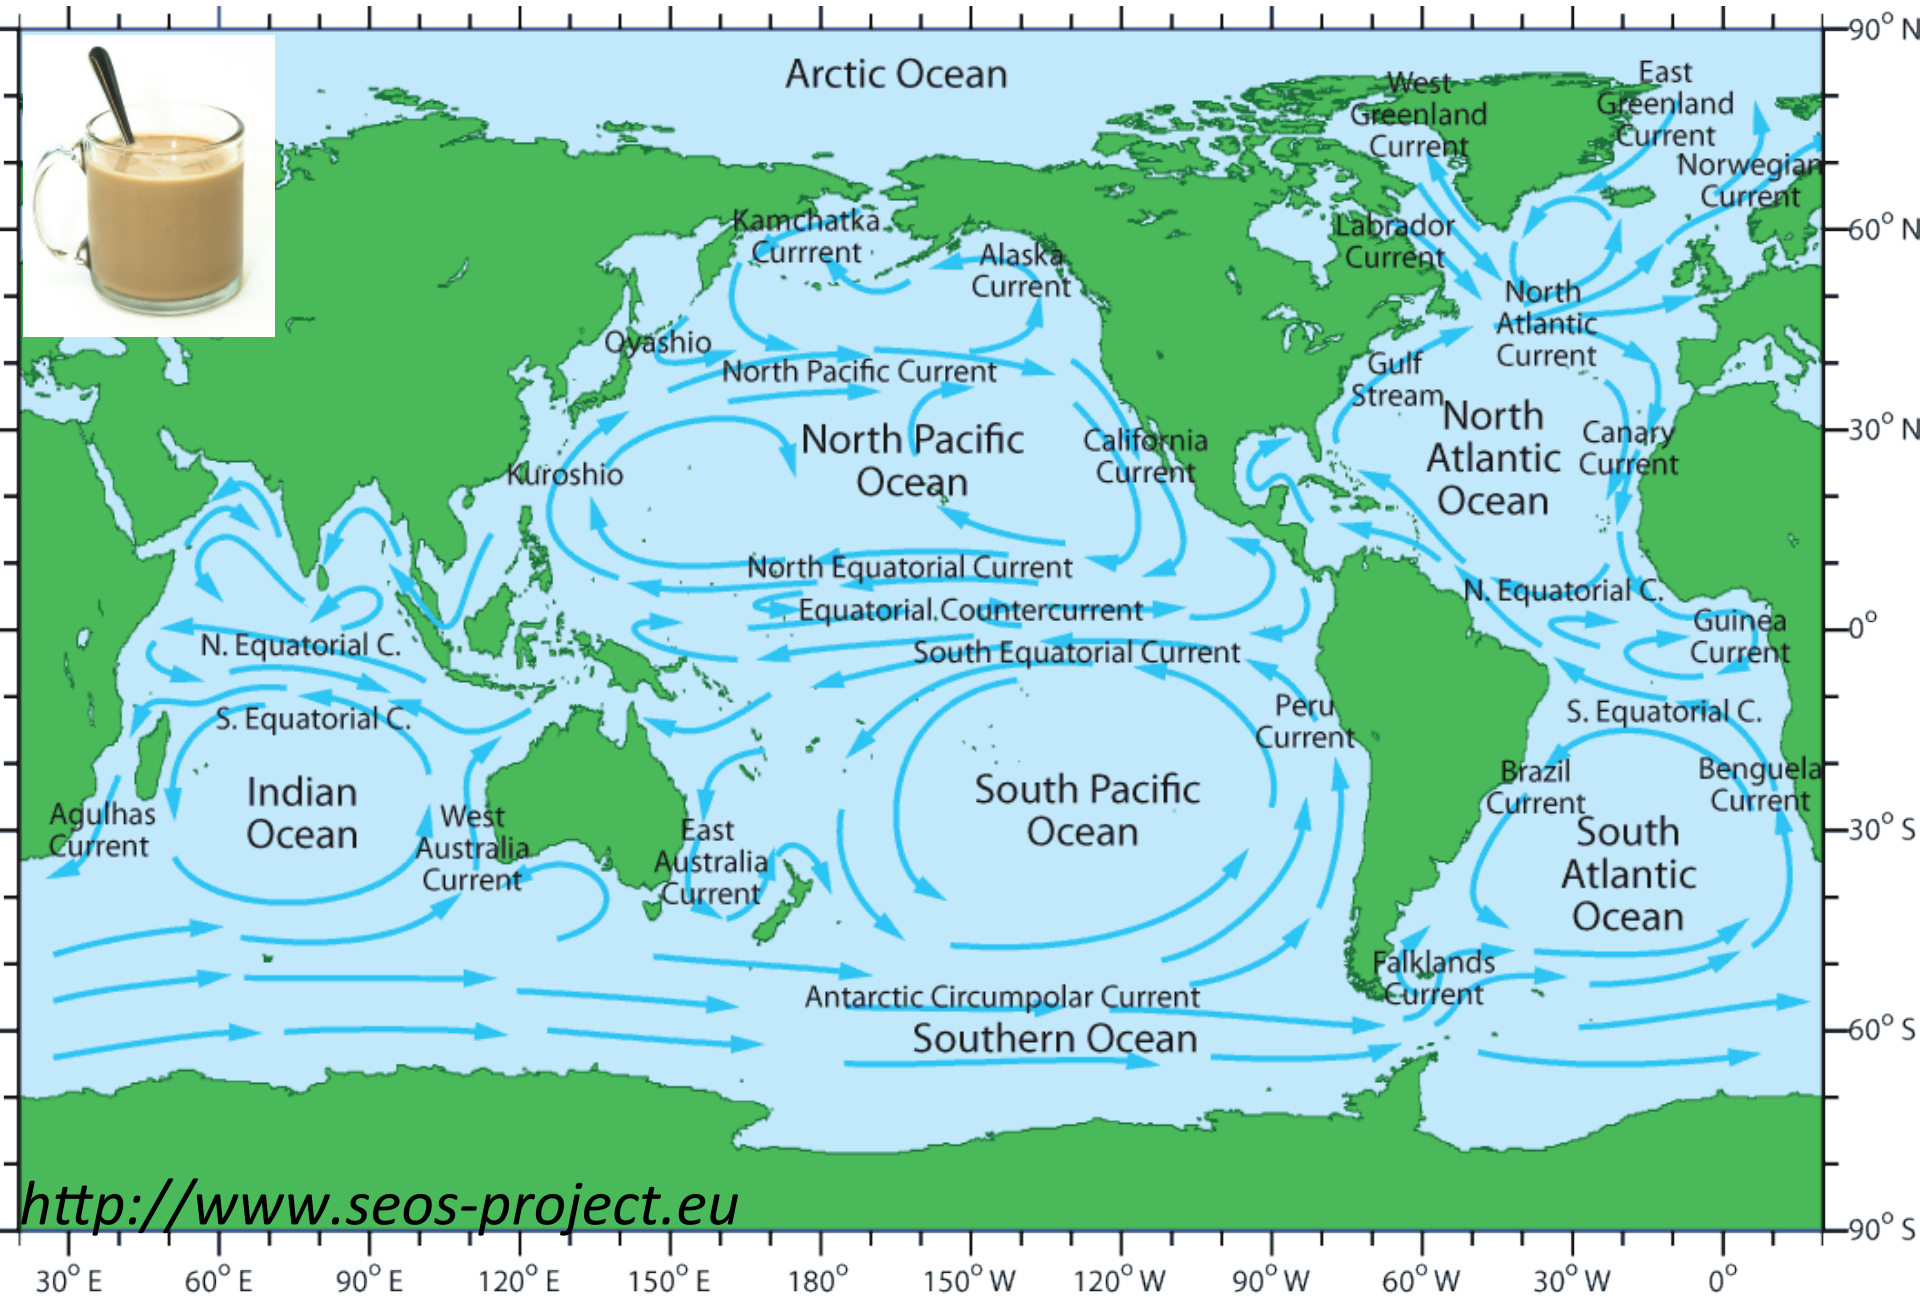 Arctic Ocean
West
Greenland
Current
East
Greenland
Current
Norwegian
Current
Kamchatka
Currrent
Alaska
Current
Labrador
Current
North
Atlantic
Current
Oyashio
North Pacific Current
Gulf
Stream
North Pacific
Ocean
California
Current
North
Atlantic
Ocean
Canary
Current
Kuroshio
North Equatorial Current
Equatorial Countercurrent
South Equatorial Current
N. Equatorial C.
N. Equatorial C.
Guinea
Current
S. Equatorial C.
S. Equatorial C.
Peru
Current
Indian
Ocean
South Pacific
Ocean
Brazil
Current
Benguela
Current
Agulhas
Current
West
Australia
Current
East
Australia
Current
South
Atlantic
Ocean
Falklands
Current
Antarctic Circumpolar Current
Southern Ocean
http://www.seos-project.eu
90° N
60° N
30° N
0°
30° S
60° S
90° S
30° E 60° E 90° E 120° E 150° E 180° 150° W 120° W 90° W 60° W 30° W 0°